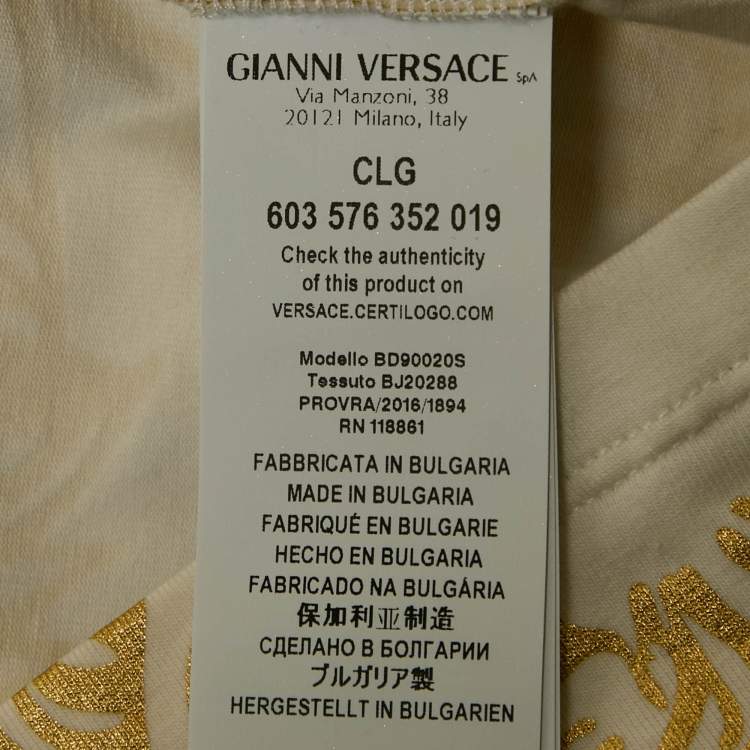 GIANNI VERSACE SpA
Via Manzoni, 38
20121 Milano, Italy
CLG
603 576 352 019
Check the authenticity
of this product on
VERSACE.CERTILOGO.COM
Modello BD90020S
Tessuto BJ20288
PROVRA/2016/1894
RN 118861
FABBRICATA IN BULGARIA
MADE IN BULGARIA
FABRIQUÉ EN BULGARIE
HECHO EN BULGARIA
FABRICADO NA BULGÁRIA
保加利亚制造
СДЕЛАНО В БОЛГАРИИ
ブルガリア製
HERGESTELLT IN BULGARIEN